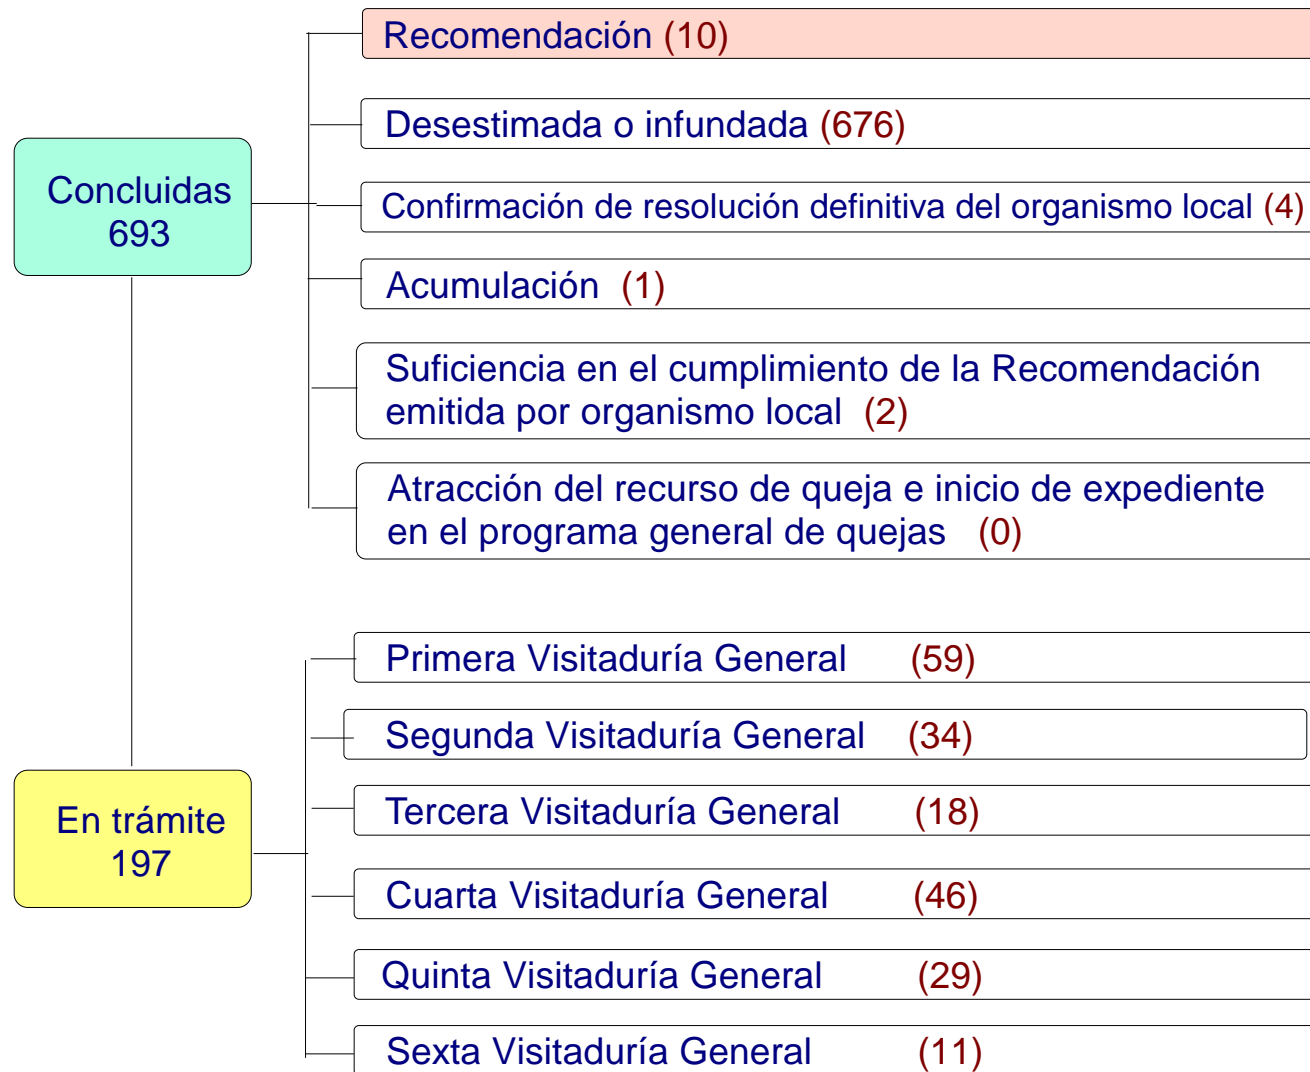 Recomendación (10)
Desestimada o infundada (676)
Concluidas
693
Confirmación de resolución definitiva del organismo local (4)
Acumulación (1)
Suficiencia en el cumplimiento de la Recomendación
emitida por organismo local (2)
Atracción del recurso de queja e inicio de expediente
en el programa general de quejas (0)
Primera Visitaduría General (59)
Segunda Visitaduría General (34)
En trámite
197
Tercera Visitaduría General (18)
Cuarta Visitaduría General (46)
Quinta Visitaduría General (29)
Sexta Visitaduría General (11)